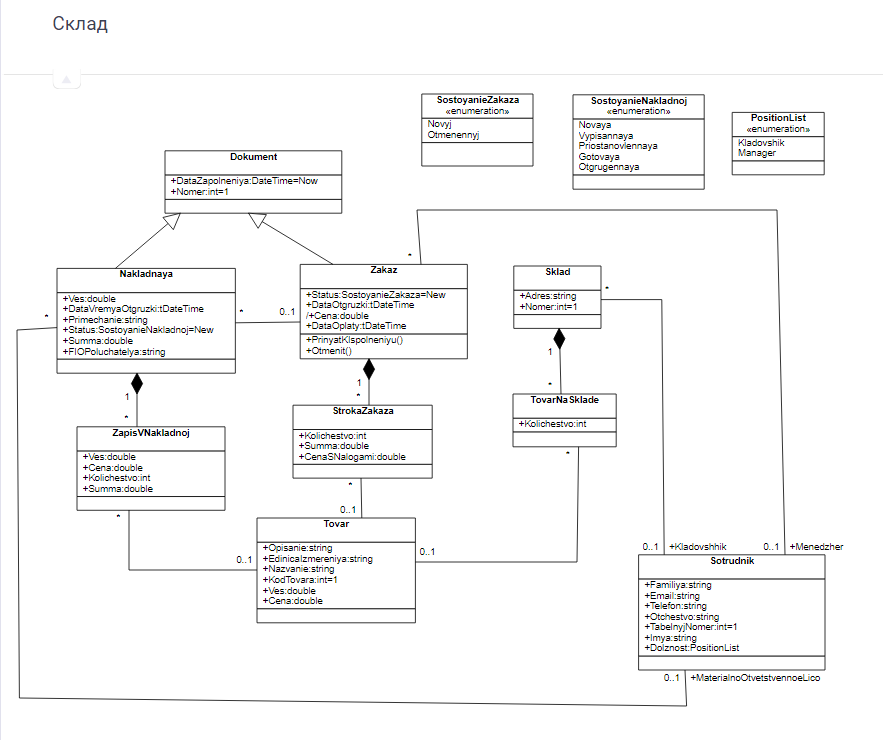 Склад
SostoyanieZakaza
«enumeration»
Novyj
Otmenennyj
SostoyanieNakladnoj
«enumeration»
Novaya
Vypisannaya
Priostanovlennaya
Gotovaya
Otgrugennaya
PositionList
«enumeration»
Kladovshik
Manager
Dokument
+DataZapolneniya:DateTime=Now
+Nomer:int=1
Nakladnaya
+Ves:double
+DataVremyaOtgruzki:tDateTime
+Primechanie:string
+Status:SostoyanieNakladnoj=New
+Summa:double
+FIOPoluchatelya:string
*
*
0..1
*
Zakaz
+Status:SostoyanieZakaza=New
+DataOtgruzki:tDateTime
/+Cena:double
+DataOplaty:tDateTime
+PrinyatKIspolneniyu()
+Otmenit()
Sklad
+Adres:string
+Nomer:int=1
*
1
*
1
*
1
*
ZapisVNakladnoj
+Ves:double
+Cena:double
+Kolichestvo:int
+Summa:double
*
StrokaZakaza
+Kolichestvo:int
+Summa:double
+CenaSNalogami:double
*
0..1
TovarNaSklade
+Kolichestvo:int
*
0..1
0..1
Tovar
+Opisanie:string
+EdinicaIzmereniya:string
+Nazvanie:string
+KodTovara:int=1
+Ves:double
+Cena:double
0..1 +Kladovshhik
0..1 +Menedzher
Sotrudnik
+Familiya:string
+Email:string
+Telefon:string
+Otchestvo:string
+TabelnyjNomer:int=1
+Imya:string
+Dolznost:PositionList
0..1 +MaterialnoOtvetstvennoeLico